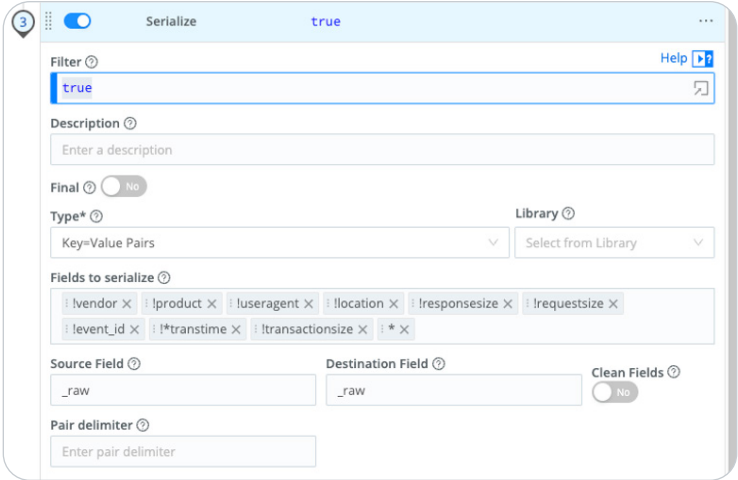 3 Serialize true ...
Filter Help
true
Description
Enter a description
Final No
Type* Library
Key=Value Pairs Select from Library
Fields to serialize
!vendor !product !useragent !location !responsesize !requestsize
!event_id !*transtime !transactionsize *
Source Field Destination Field Clean Fields
_raw _raw No
Pair delimiter
Enter pair delimiter